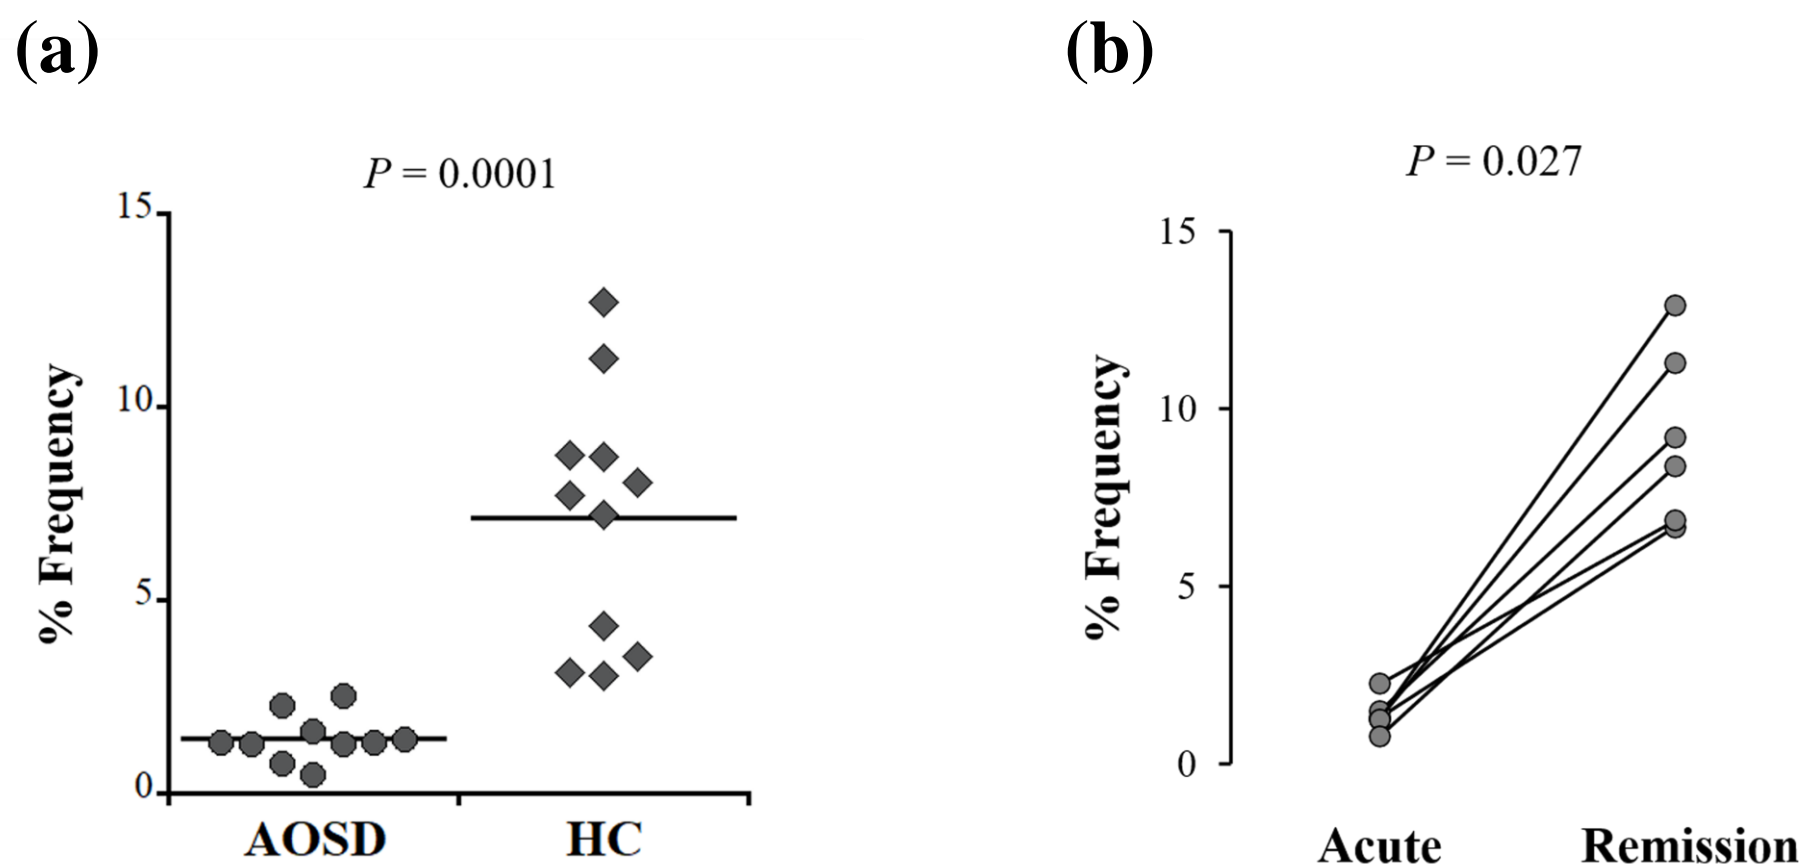 (a)
P = 0.0001
15
10
5
0
% Frequency
AOSD HC
(b)
P = 0.027
15
10
5
0
% Frequency
Acute Remission